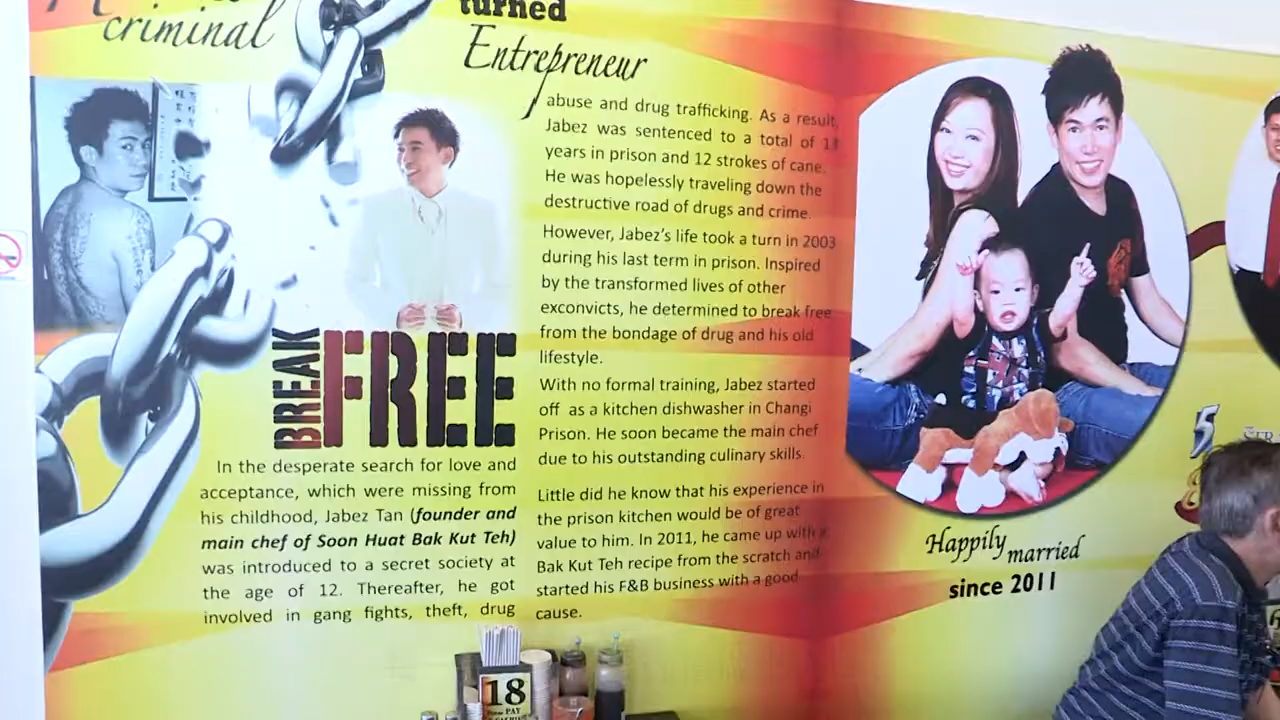 criminal
turned
Entrepreneur
BREAK
FREE
In the desperate search for love and
acceptance, which were missing from
his childhood, Jabez Tan (founder and
main chef of Soon Huat Bak Kut Teh)
was introduced to a secret society at
the age of 12. Thereafter, he got
involved in gang fights, theft, drug
abuse and drug trafficking. As a result,
Jabez was sentenced to a total of 13
years in prison and 12 strokes of cane.
He was hopelessly traveling down the
destructive road of drugs and crime.
However, Jabez's life took a turn in 2003
during his last term in prison. Inspired
by the transformed lives of other
exconvicts, he determined to break free
from the bondage of drug and his old
lifestyle.
With no formal training, Jabez started
off as a kitchen dishwasher in Changi
Prison. He soon became the main chef
due to his outstanding culinary skills.
Little did he know that his experience in
the prison kitchen would be of great
value to him. In 2011, he came up with a
Bak Kut Teh recipe from the scratch and
started his F&B business with a good
cause.
Happily married
since 2011
18
PAY